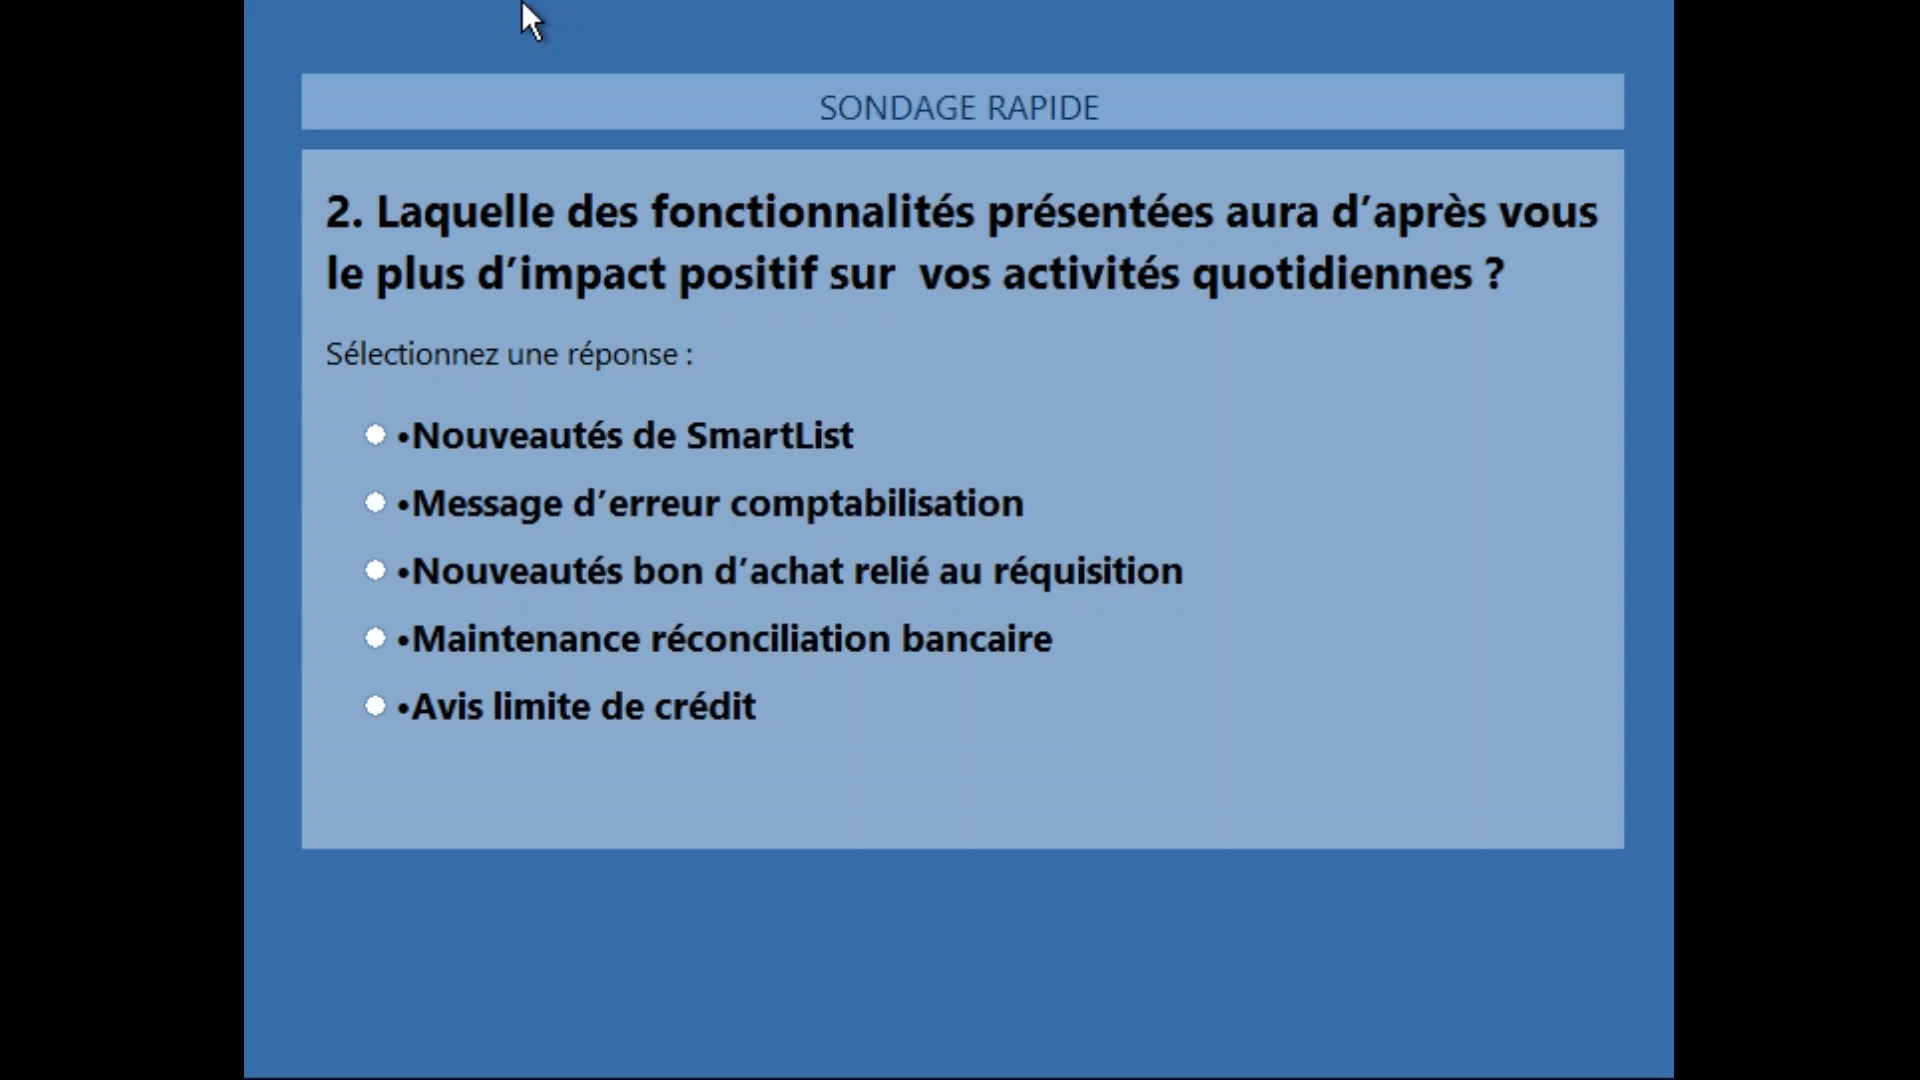 SONDAGE RAPIDE
2. Laquelle des fonctionnalités présentées aura d’après vous
le plus d’impact positif sur  vos activités quotidiennes ?
Sélectionnez une réponse :
•Nouveautés de SmartList
•Message d’erreur comptabilisation
•Nouveautés bon d’achat relié au réquisition
•Maintenance réconciliation bancaire
•Avis limite de crédit